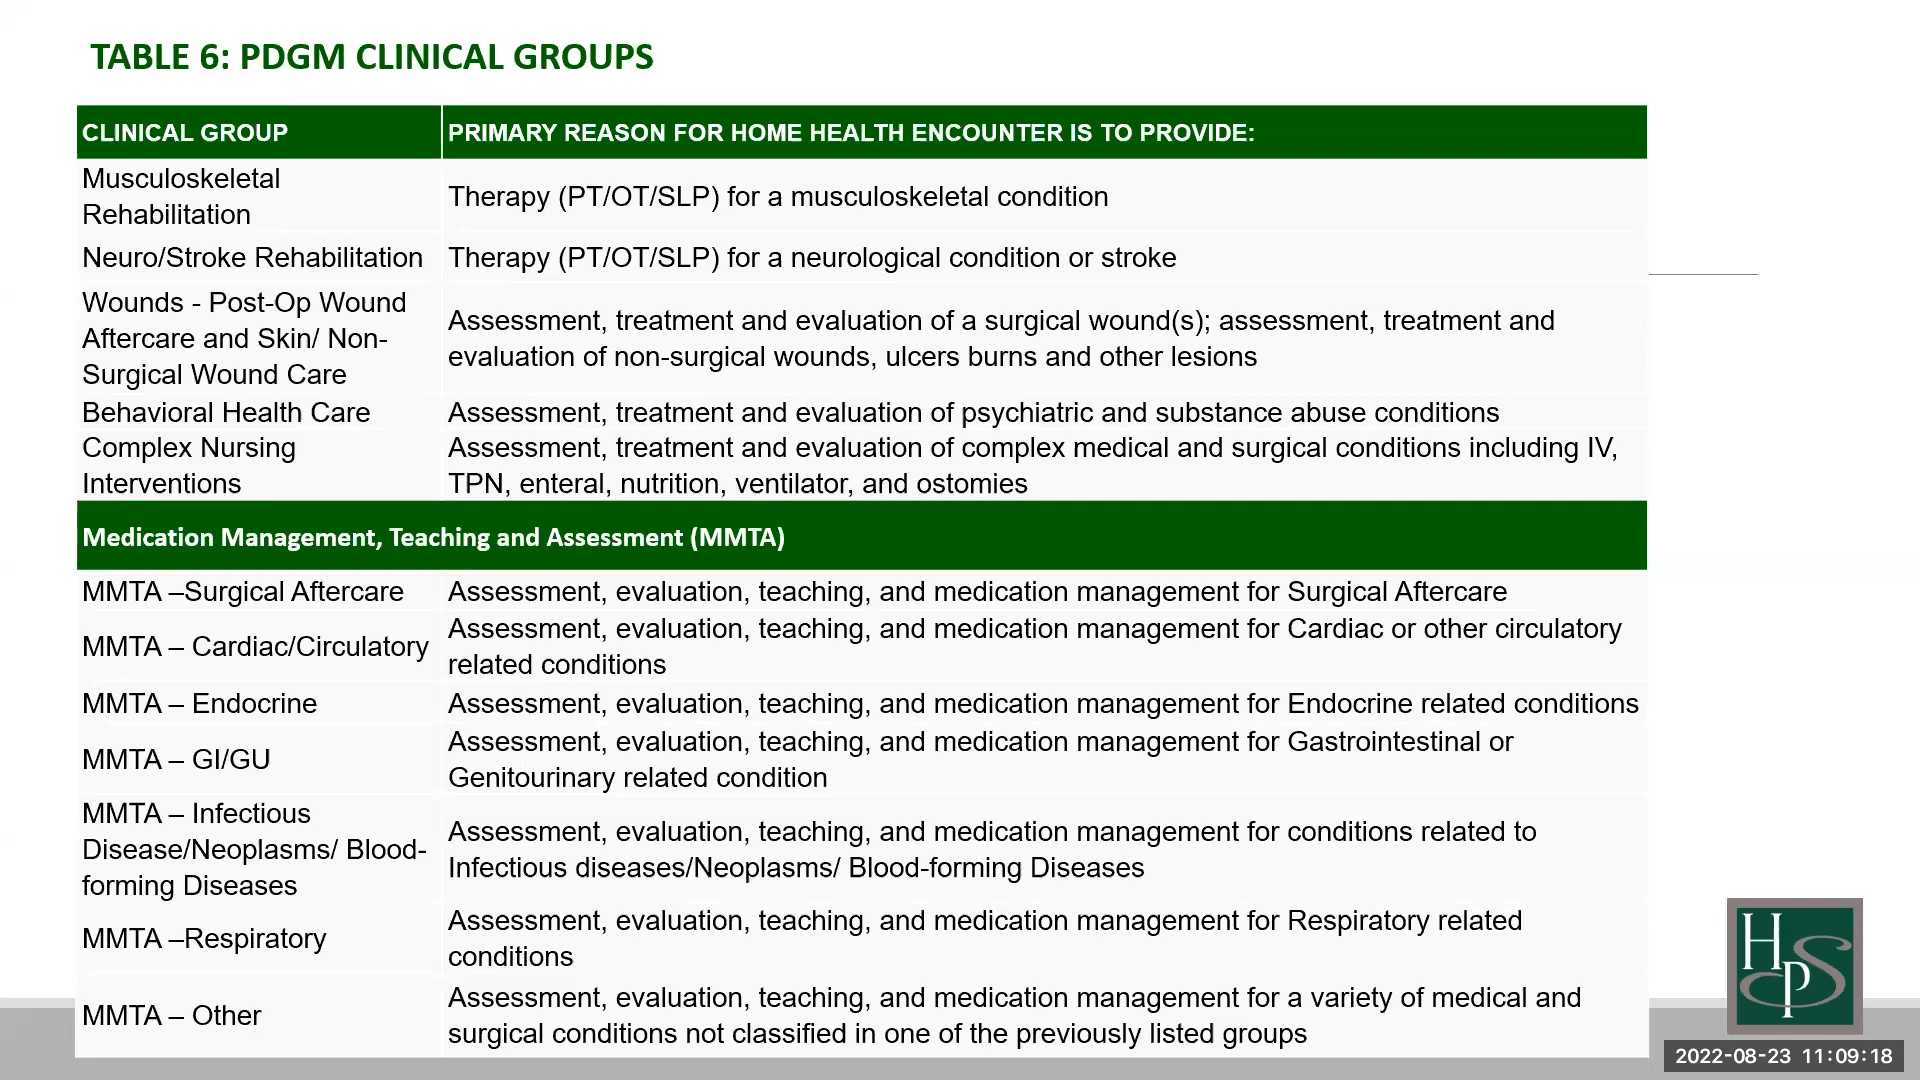 TABLE 6: PDGM CLINICAL GROUPS
CLINICAL GROUP
PRIMARY REASON FOR HOME HEALTH ENCOUNTER IS TO PROVIDE:
Musculoskeletal
Rehabilitation
Therapy (PT/OT/SLP) for a musculoskeletal condition
Neuro/Stroke Rehabilitation
Therapy (PT/OT/SLP) for a neurological condition or stroke
Wounds - Post-Op Wound
Aftercare and Skin/ Non-
Surgical Wound Care
Assessment, treatment and evaluation of a surgical wound(s); assessment, treatment and
evaluation of non-surgical wounds, ulcers burns and other lesions
Behavioral Health Care
Assessment, treatment and evaluation of psychiatric and substance abuse conditions
Complex Nursing
Interventions
Assessment, treatment and evaluation of complex medical and surgical conditions including IV,
TPN, enteral, nutrition, ventilator, and ostomies
Medication Management, Teaching and Assessment (MMTA)
MMTA –Surgical Aftercare
Assessment, evaluation, teaching, and medication management for Surgical Aftercare
MMTA – Cardiac/Circulatory
Assessment, evaluation, teaching, and medication management for Cardiac or other circulatory
related conditions
MMTA – Endocrine
Assessment, evaluation, teaching, and medication management for Endocrine related conditions
MMTA – GI/GU
Assessment, evaluation, teaching, and medication management for Gastrointestinal or
Genitourinary related condition
MMTA – Infectious
Disease/Neoplasms/ Blood-
forming Diseases
Assessment, evaluation, teaching, and medication management for conditions related to
Infectious diseases/Neoplasms/ Blood-forming Diseases
MMTA –Respiratory
Assessment, evaluation, teaching, and medication management for Respiratory related
conditions
MMTA – Other
Assessment, evaluation, teaching, and medication management for a variety of medical and
surgical conditions not classified in one of the previously listed groups
HPS
2022-08-23 11:09:18